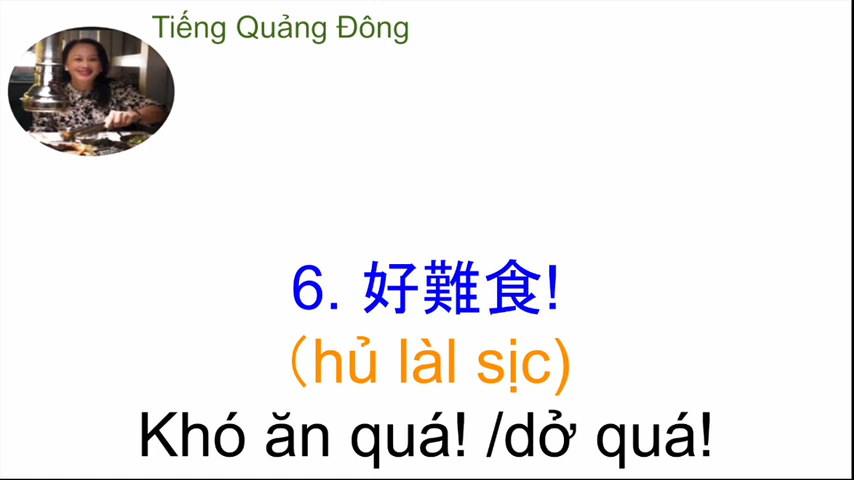 Tiếng Quảng Đông
6. 好難食!
(hủ làl sịc)
Khó ăn quá! /dở quá!